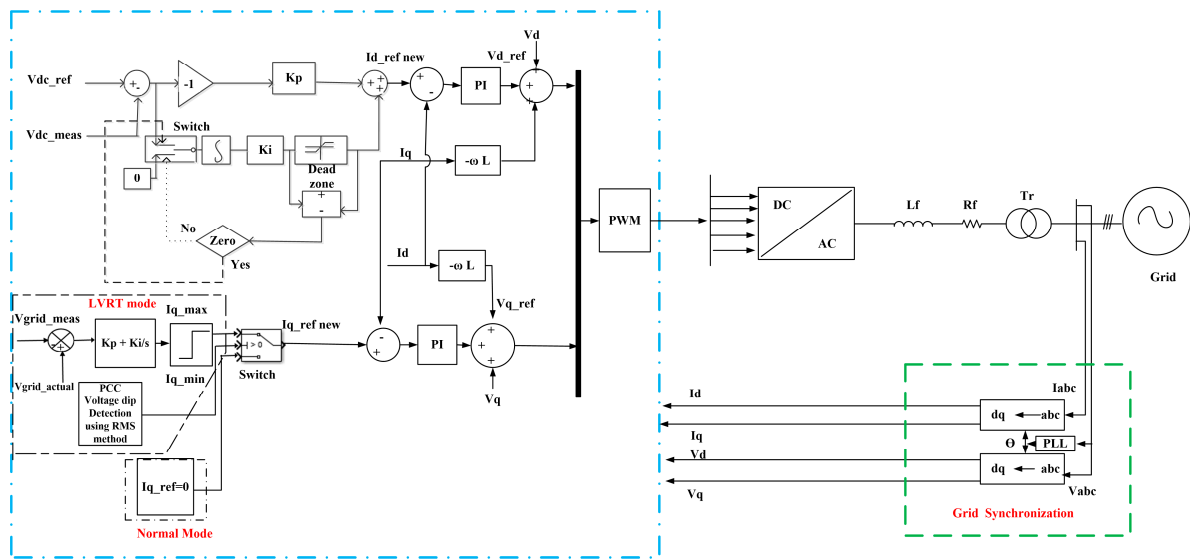 Vdc_ref
+
-
-1
Kp
+
+
Id_ref new
+
-
PI
Vd_ref
Vd
+
+
+
Vdc_meas
Switch
0
Ki
Dead
zone
+
-
Iq
-ω L
No
Zero
Yes
Id
-ω L
Vq_ref
PWM
DC
AC
Lf
Rf
Tr
Grid
LVRT mode
Vgrid_meas
Iq_max
Kp + Ki/s
Iq_min
Vgrid_actual
> 0
Switch
Iq_ref new
-
+
PI
+
+
+
Vq
PCC
Voltage dip
Detection
using RMS
method
Iq_ref=0
Normal Mode
Id
Iq
Vd
Vq
Iabc
dq
abc
Θ
PLL
dq
abc
Vabc
Grid Synchronization